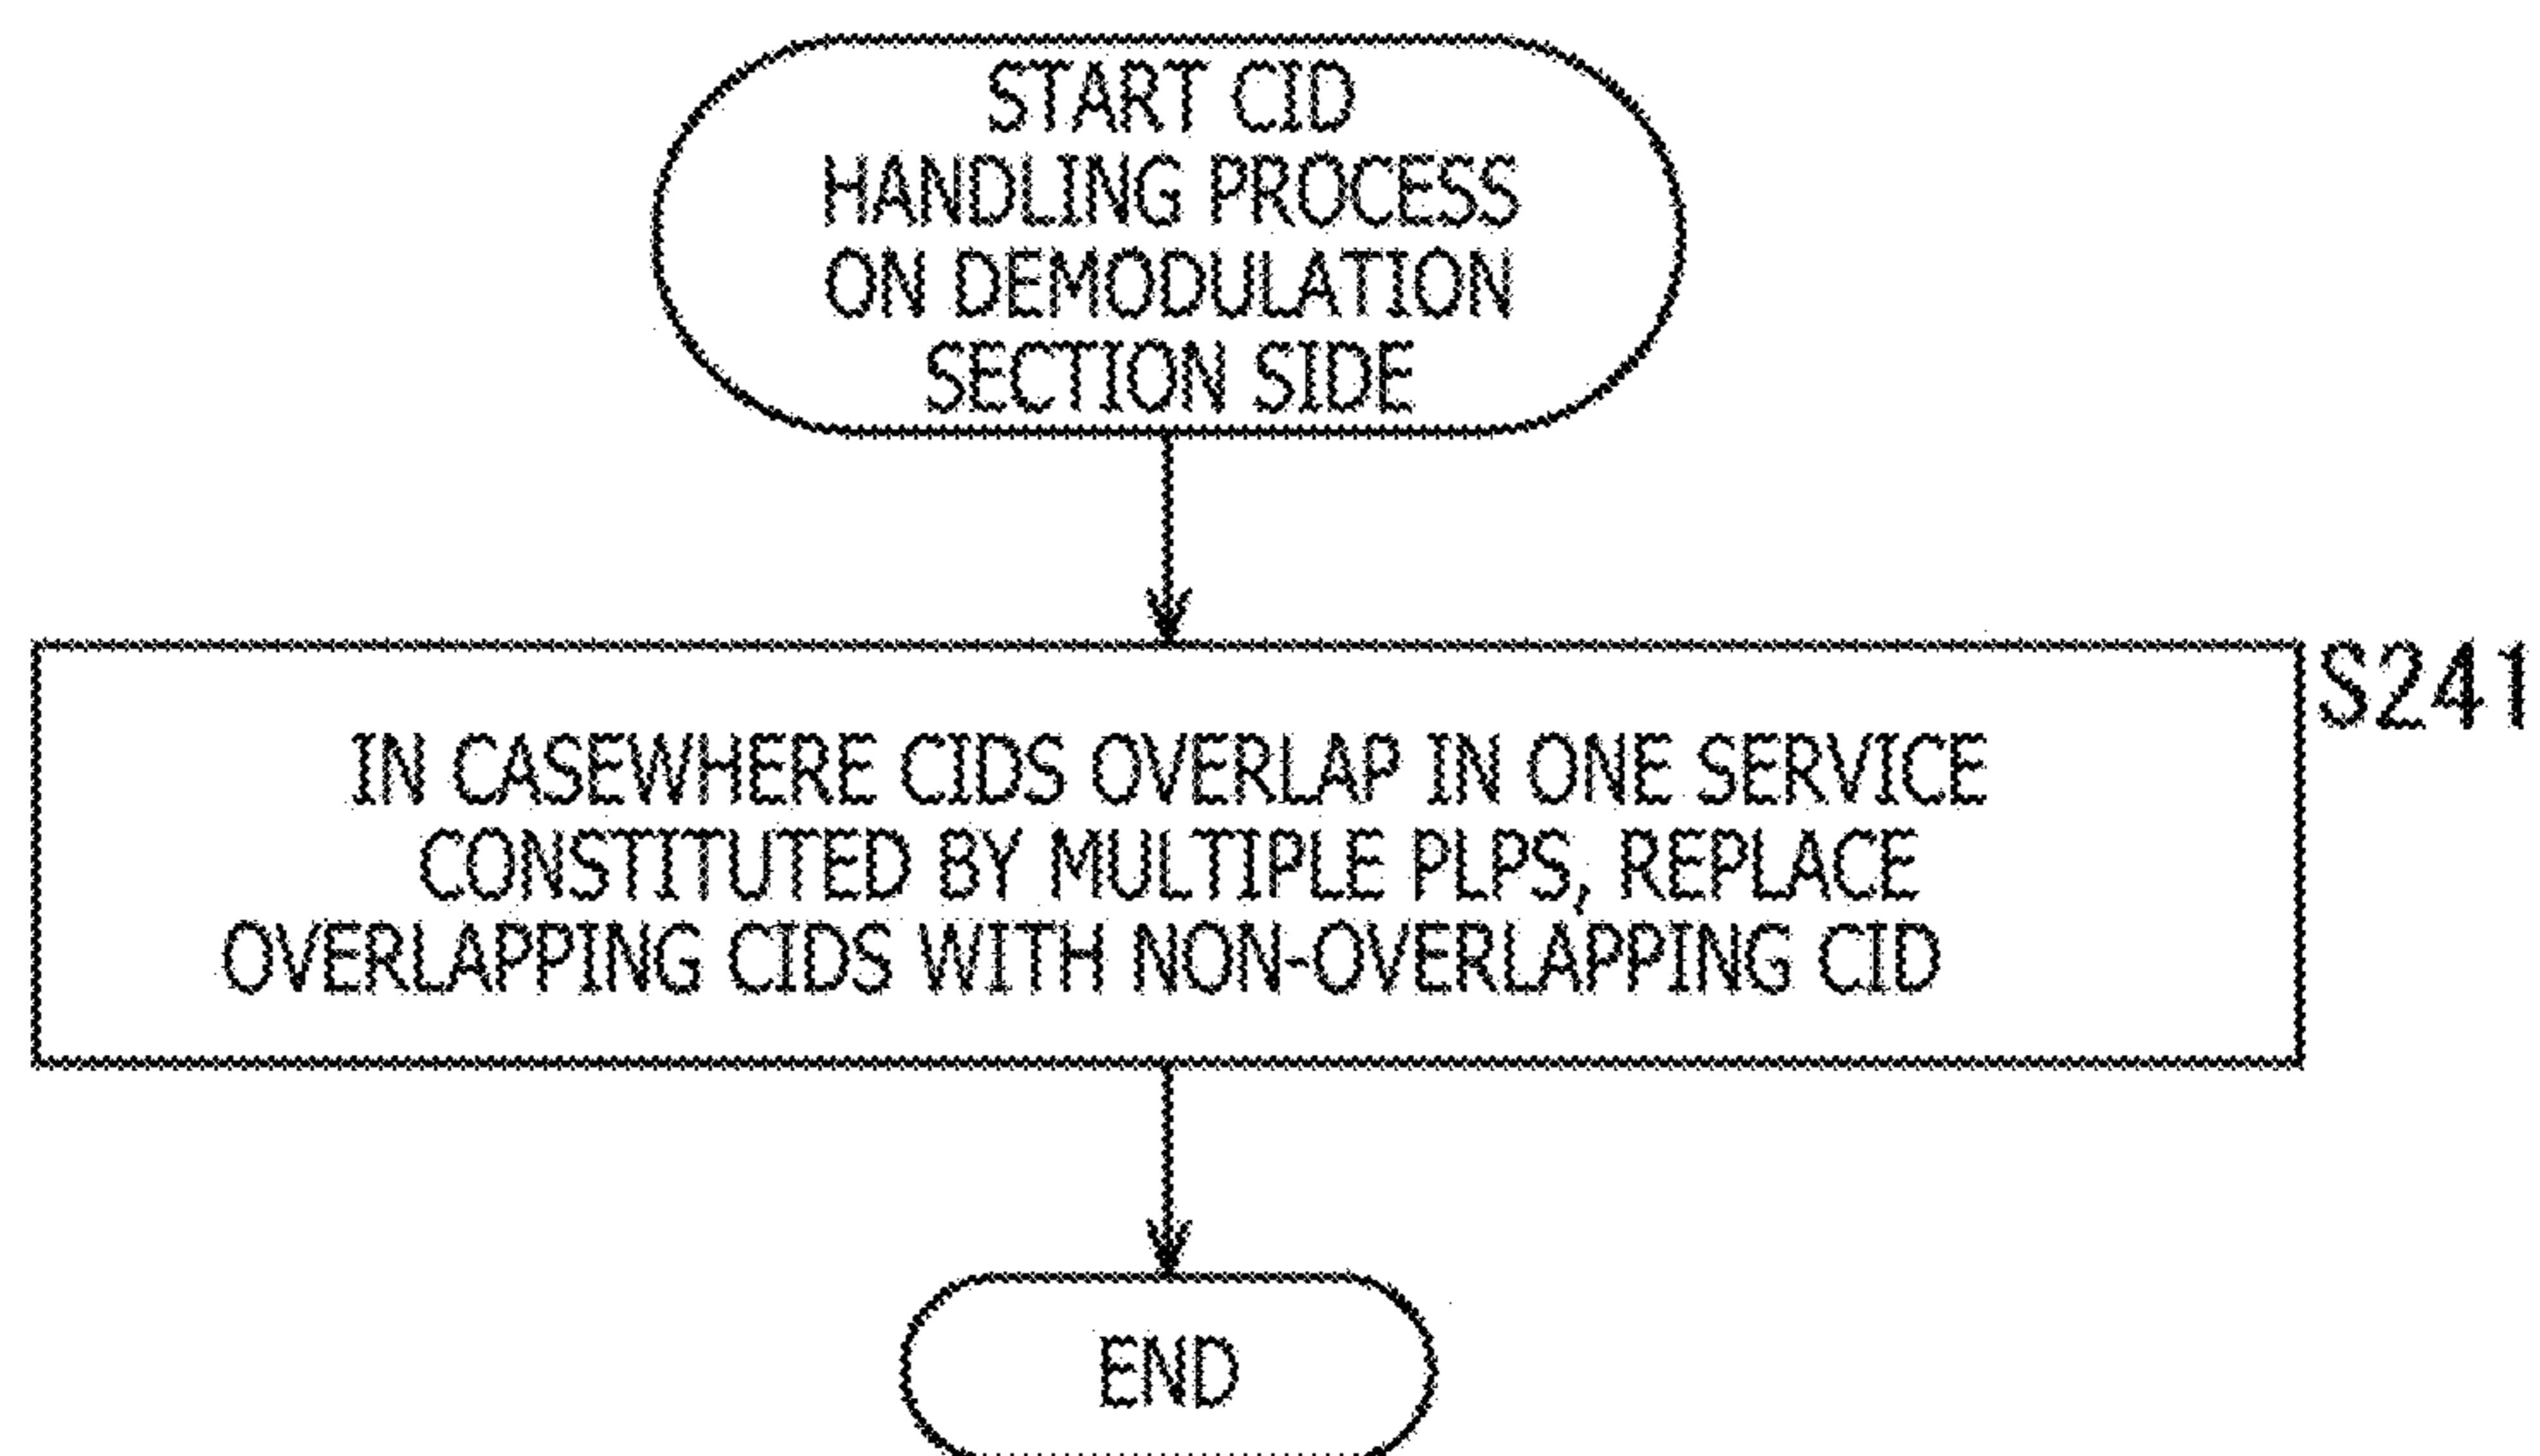 START CID
HANDLING PROCESS
ON DEMODULATION
SECTION SIDE
S241
IN CASEWHERE CIDS OVERLAP IN ONE SERVICE
CONSTITUTED BY MULTIPLE PLPS, REPLACE
OVERLAPPING CIDS WITH NON-OVERLAPPING CID
END